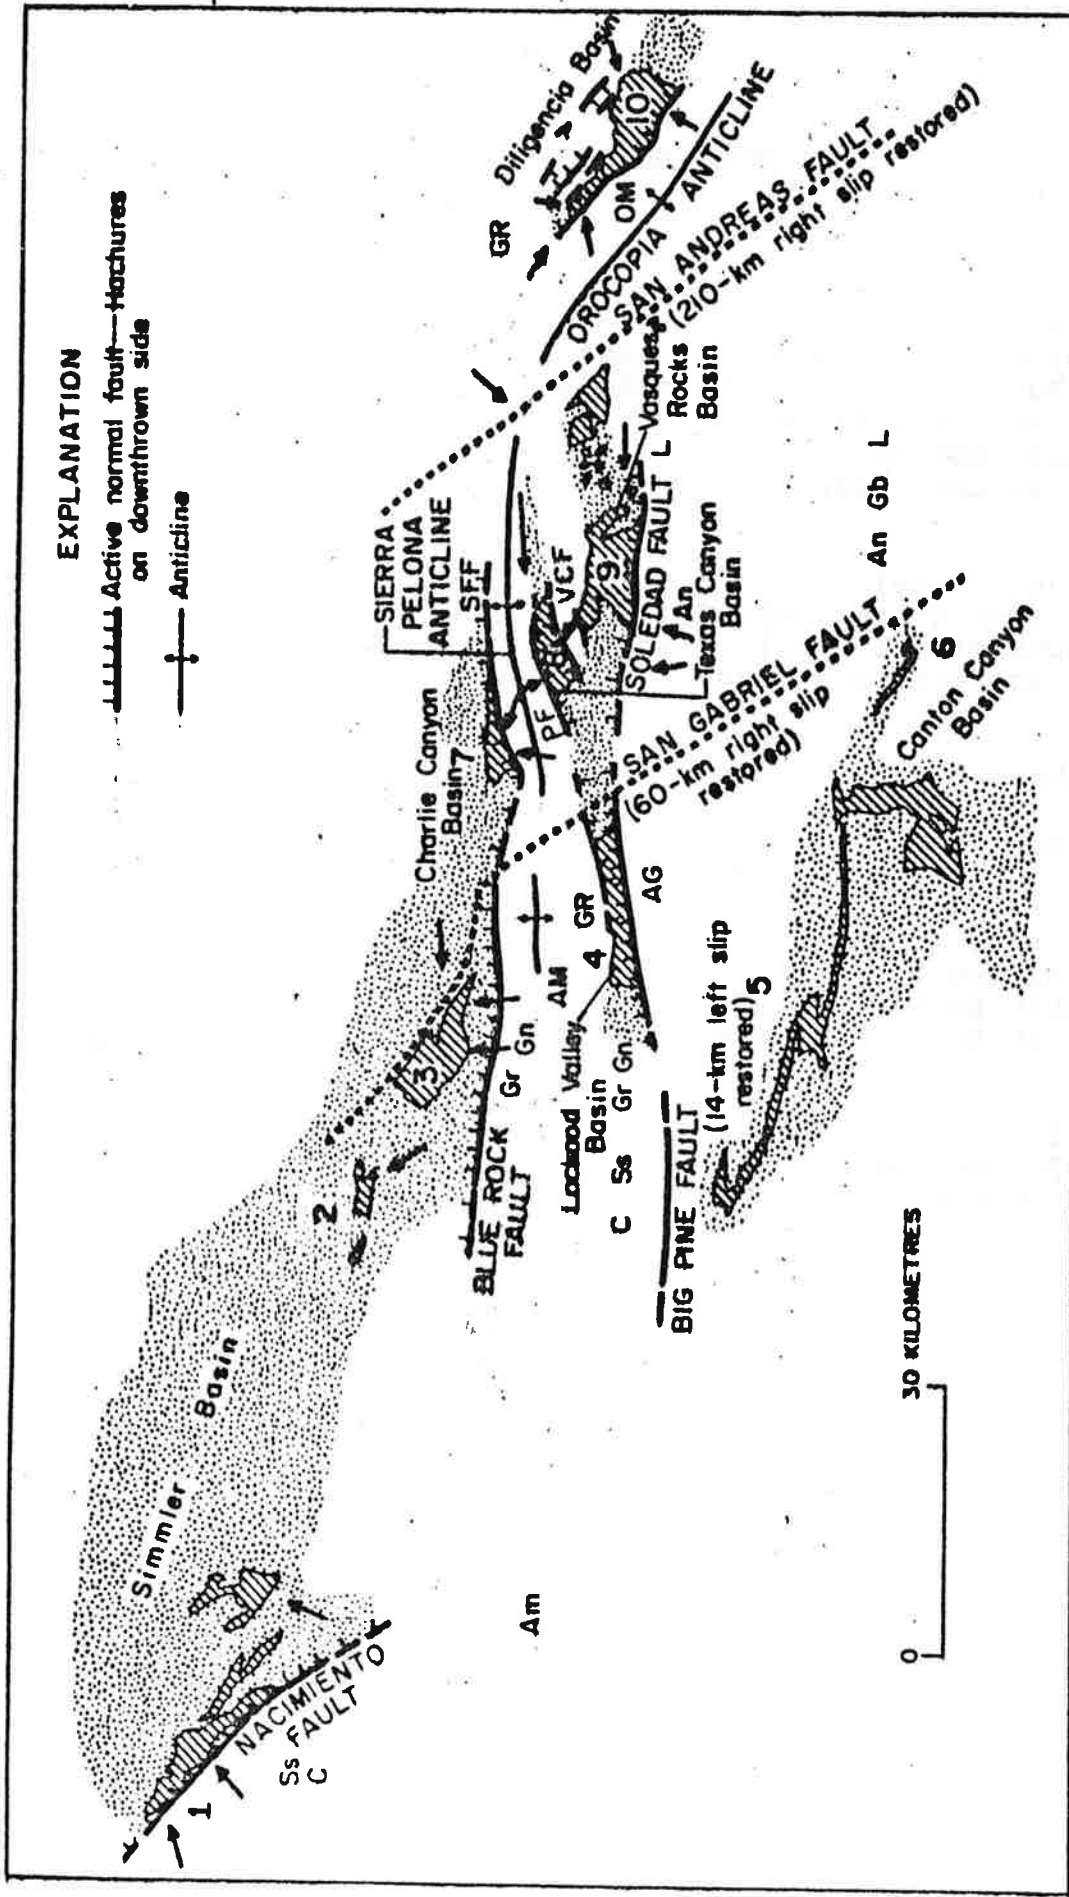 EXPLANATION
Active normal fault—Hachures
on downthrown side
Anticline
Simmler
Basin
1
NACIMIENTO
FAULT
Ss
C
Am
2
3
BLUE ROCK
FAULT
Gr
Gn
AM
Charlie Canyon
Basin
7
SIERRA
PELONA
ANTICLINE
SFF
PF
VCF
8
9
SOLEDAD FAULT
L
An
Texas Canyon
Basin
Vasquez
Rocks
Basin
GR
Diligencia Basin
10
OM
OROCOPIA
ANTICLINE
SAN ANDREAS FAULT
(210-km right slip restored)
4
GR
AG
Lockood Valley
Basin
C Ss Gr Gn
BIG PINE FAULT
(14-km left slip
restored)
5
SAN GABRIEL FAULT
(60-km right slip
restored)
An Gb L
6
Canton Canyon
Basin
0
30 KILOMETRES